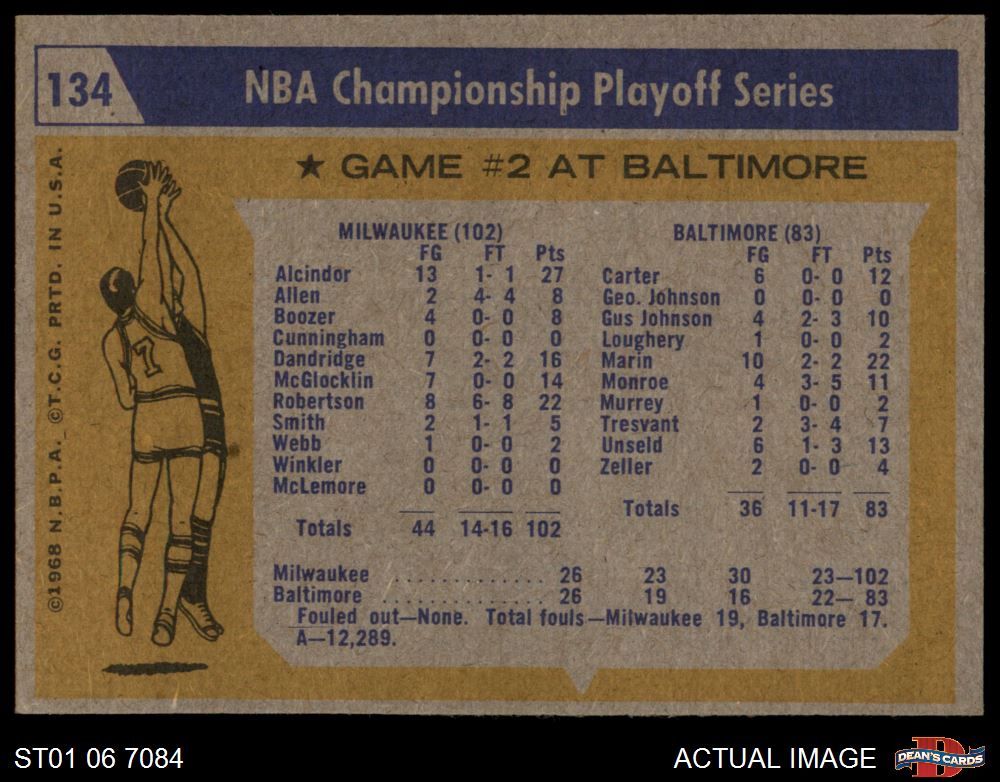 134 NBA Championship Playoff Series
★ GAME #2 AT BALTIMORE
©1968 N.B.P.A. ©T.C.G. PRTD. IN U.S.A.
1
MILWAUKEE (102)
FG FT Pts
Alcindor 13 1- 1 27
Allen 2 4- 4 8
Boozer 4 0- 0 8
Cunningham 0 0- 0 0
Dandridge 7 2- 2 16
McGlocklin 7 0- 0 14
Robertson 8 6- 8 22
Smith 2 1- 1 5
Webb 1 0- 0 2
Winkler 0 0- 0 0
McLemore 0 0- 0 0
Totals 44 14-16 102
BALTIMORE (83)
FG FT Pts
Carter 6 0- 0 12
Geo. Johnson 0 0- 0 0
Gus Johnson 4 2- 3 10
Loughery 1 0- 0 2
Marin 10 2- 2 22
Monroe 4 3- 5 11
Murrey 1 0- 0 2
Tresvant 2 3- 4 7
Unseld 6 1- 3 13
Zeller 2 0- 0 4
Totals 36 11-17 83
Milwaukee .............. 26 23 30 23—102
Baltimore ............... 26 19 16 22— 83
Fouled out—None. Total fouls—Milwaukee 19, Baltimore 17.
A—12,289.
ST01 06 7084
ACTUAL IMAGE
D
DEAN'S CARDS